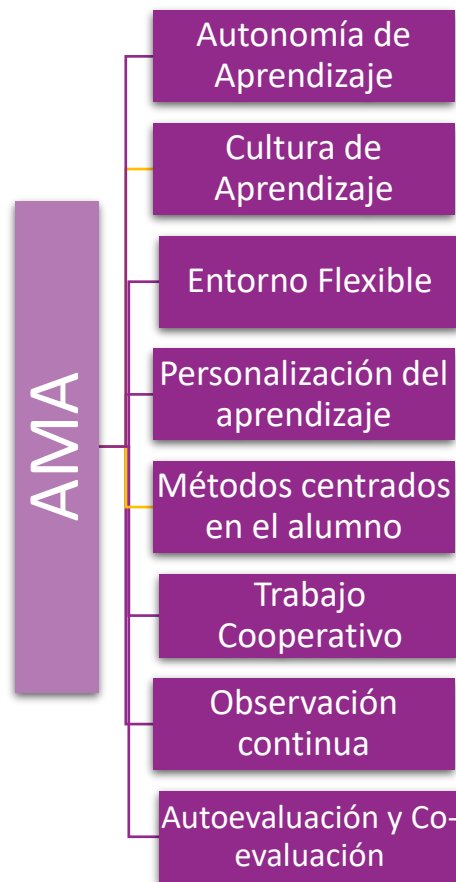 AMA
Autonomía de
Aprendizaje
Cultura de
Aprendizaje
Entorno Flexible
Personalización del
aprendizaje
Métodos centrados
en el alumno
Trabajo
Cooperativo
Observación
continua
Autoevaluación y Co-
evaluación